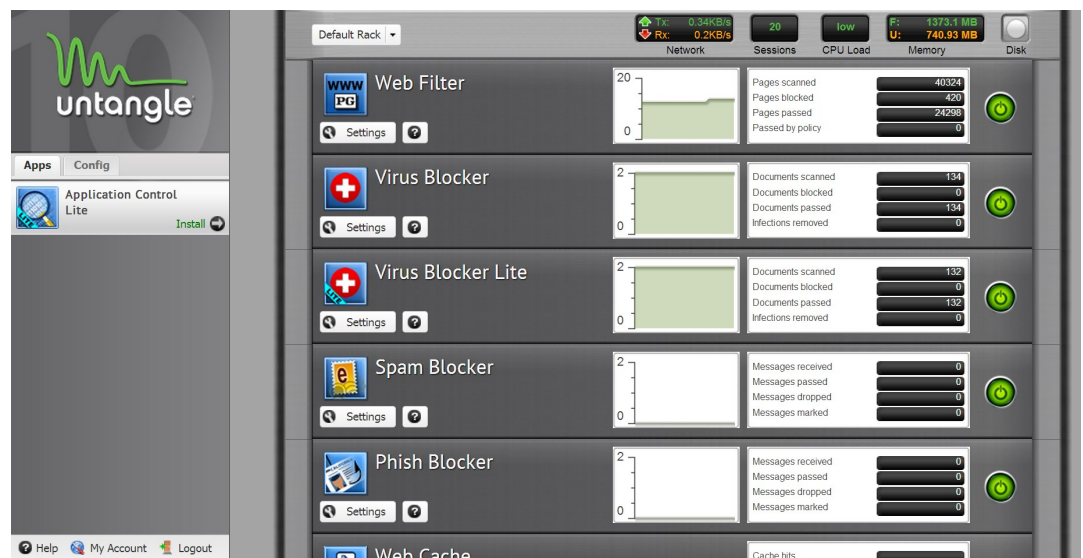 untangle
Apps
Config
Application Control
Lite
Install
Help
My Account
Logout
Default Rack
Tx: 0.34KB/s
Rx: 0.2KB/s
Network
20
Sessions
low
CPU Load
F: 1373.1 MB
U: 740.93 MB
Memory
Disk
WWW
PG
Web Filter
Settings
20
0
Pages scanned 40324
Pages blocked 420
Pages passed 24298
Passed by policy 0
Virus Blocker
Settings
2
0
Documents scanned 134
Documents blocked 0
Documents passed 134
Infections removed 0
LITE
Virus Blocker Lite
Settings
2
0
Documents scanned 132
Documents blocked 0
Documents passed 132
Infections removed 0
e
Spam Blocker
Settings
2
0
Messages received 0
Messages passed 0
Messages dropped 0
Messages marked 0
Phish Blocker
Settings
2
0
Messages received 0
Messages passed 0
Messages dropped 0
Messages marked 0
Web Cache
Cache hits